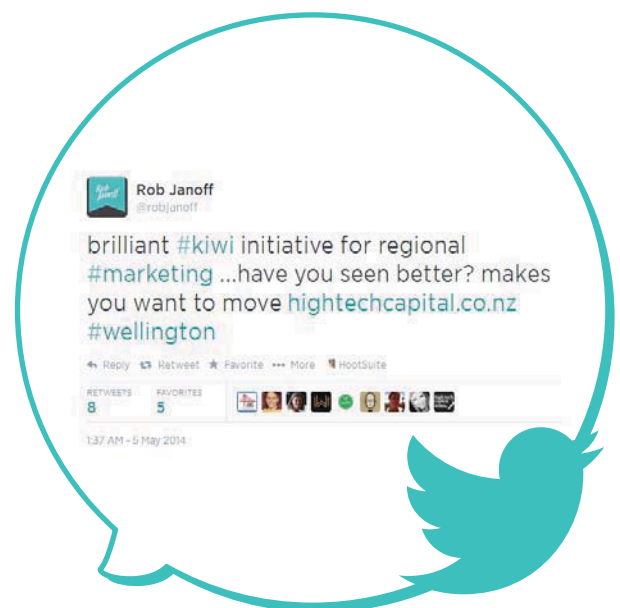 Rob Janoff
@robjanoff
brilliant #kiwi initiative for regional
#marketing ...have you seen better? makes
you want to move hightechcapital.co.nz
#wellington
Reply Retweet Favorite More HootSuite
RETWEETS FAVORITES
8 5
1:37 AM - 5 May 2014